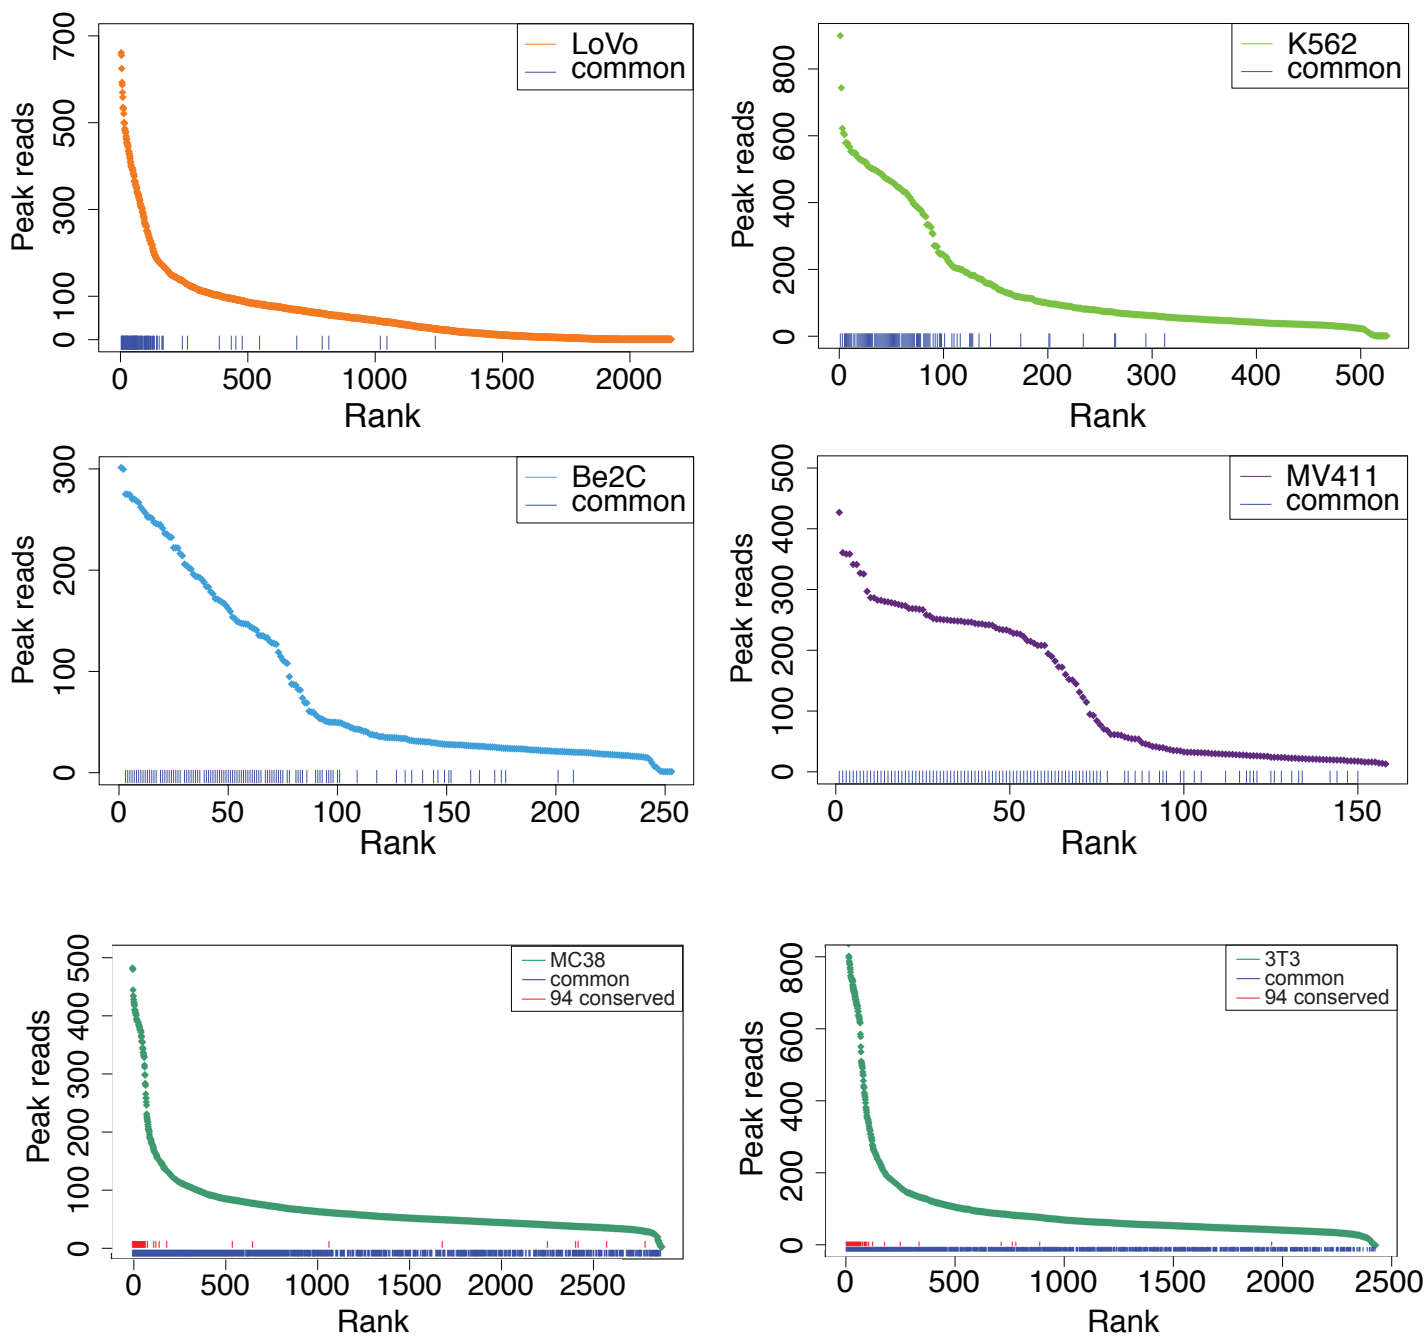 LoVo
common
Peak reads
0 100 300 500 700
0 500 1000 1500 2000
Rank
K562
common
Peak reads
0 200 400 600 800
0 100 200 300 400 500
Rank
Be2C
common
Peak reads
0 100 200 300
0 50 100 150 200 250
Rank
MV411
common
Peak reads
0 100 200 300 400 500
0 50 100 150
Rank
MC38
common
94 conserved
Peak reads
0 100 200 300 400 500
0 500 1000 1500 2000 2500
Rank
3T3
common
94 conserved
Peak reads
0 200 400 600 800
0 500 1000 1500 2000 2500
Rank